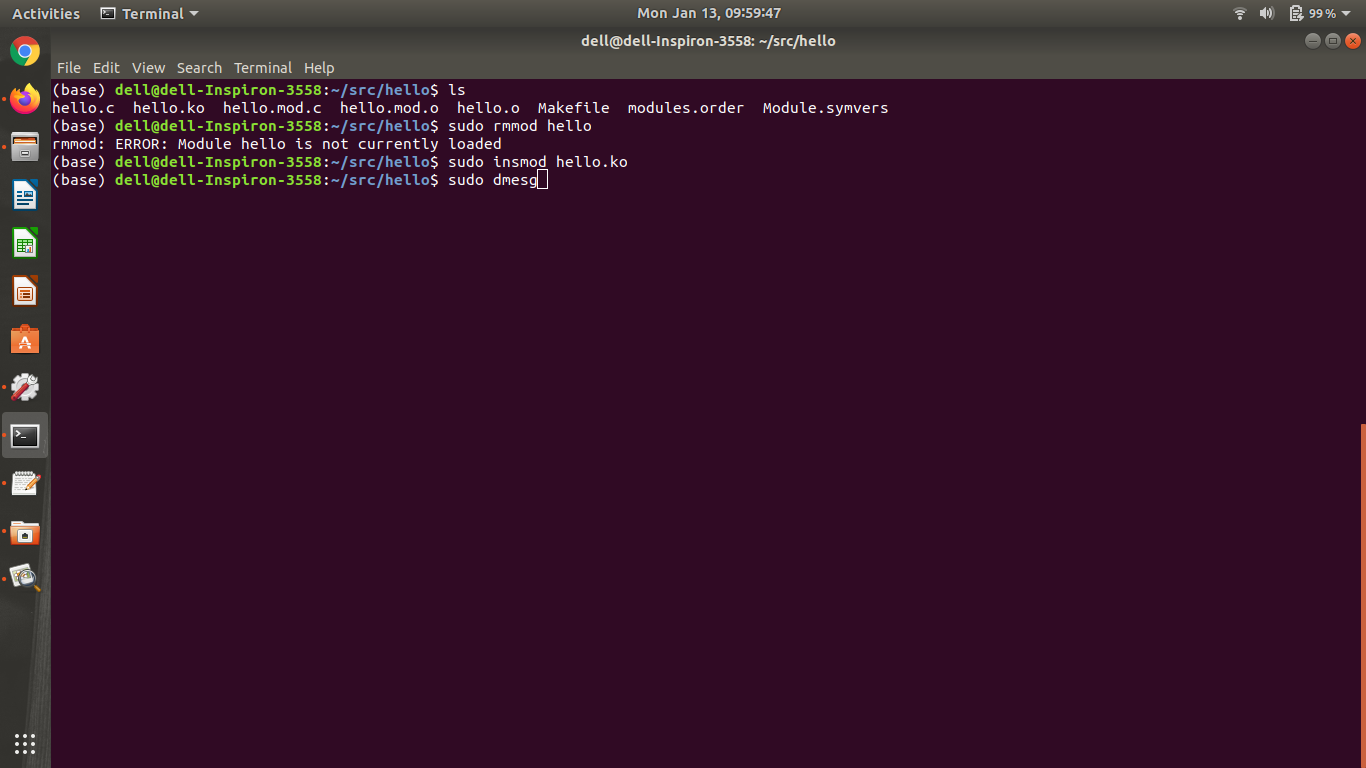 Activities Terminal Mon Jan 13, 09:59:47 99%
dell@dell-Inspiron-3558: ~/src/hello
File Edit View Search Terminal Help
(base) dell@dell-Inspiron-3558:~/src/hello$ ls
hello.c hello.ko hello.mod.c hello.mod.o hello.o Makefile modules.order Module.symvers
(base) dell@dell-Inspiron-3558:~/src/hello$ sudo rmmod hello
rmmod: ERROR: Module hello is not currently loaded
(base) dell@dell-Inspiron-3558:~/src/hello$ sudo insmod hello.ko
(base) dell@dell-Inspiron-3558:~/src/hello$ sudo dmesg